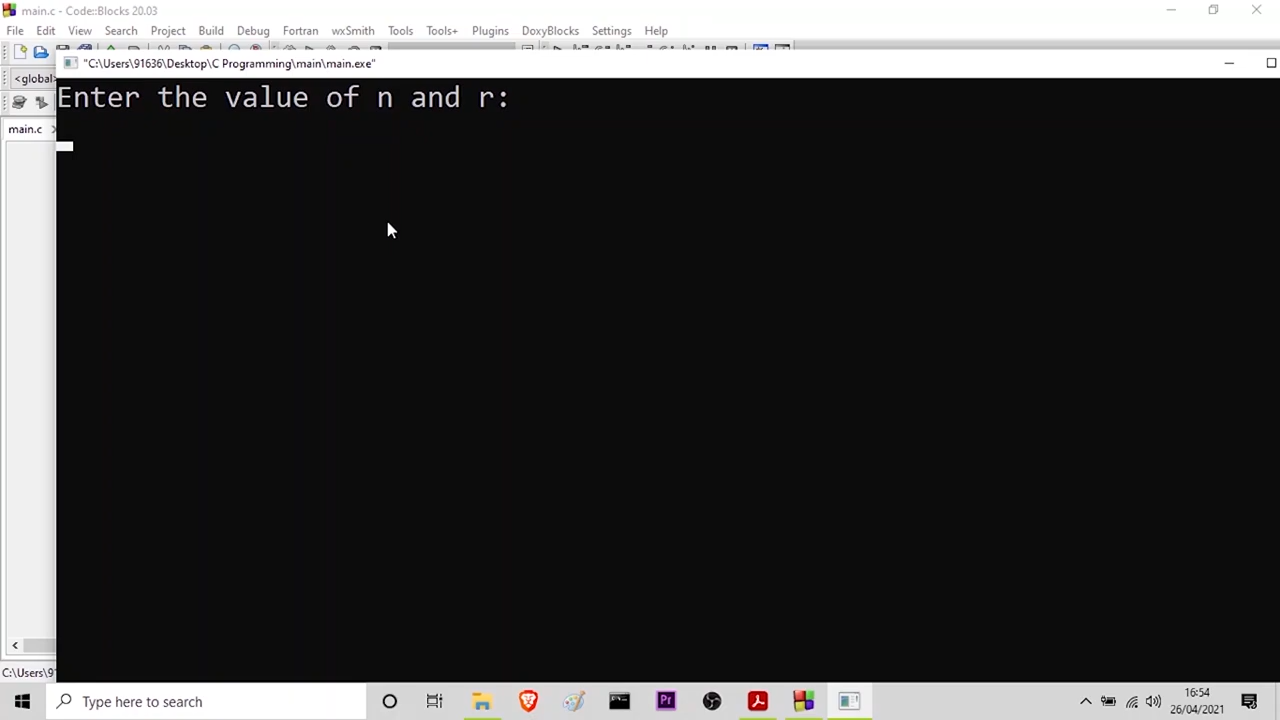 main.c - Code::Blocks 20.03
File Edit View Search Project Build Debug Fortran wxSmith Tools Tools+ Plugins DoxyBlocks Settings Help
"C:\Users\91636\Desktop\C Programming\main\main.exe"
<global>
Enter the value of n and r:
main.c
C:\Users\9
Type here to search
Pr
16:54
26/04/2021